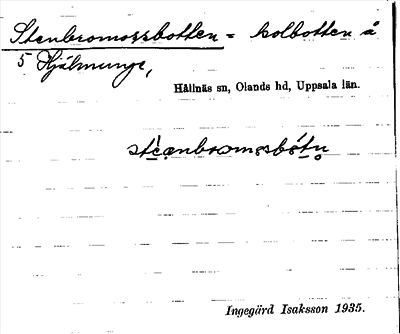 Stenbromossbotten = kolbotten å
5 Hjälmunge,
Hållnäs sn, Olands hd, Uppsala län.
Ingegärd Isaksson 1935.